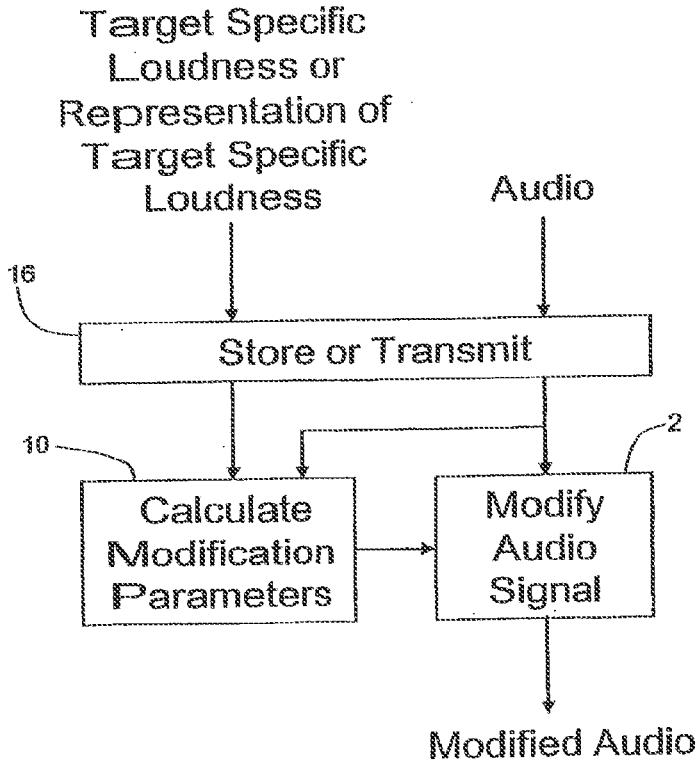 Target Specific
Loudness or
Representation of
Target Specific
Loudness
Audio
16
Store or Transmit
10
2
Calculate
Modification
Parameters
Modify
Audio
Signal
Modified Audio